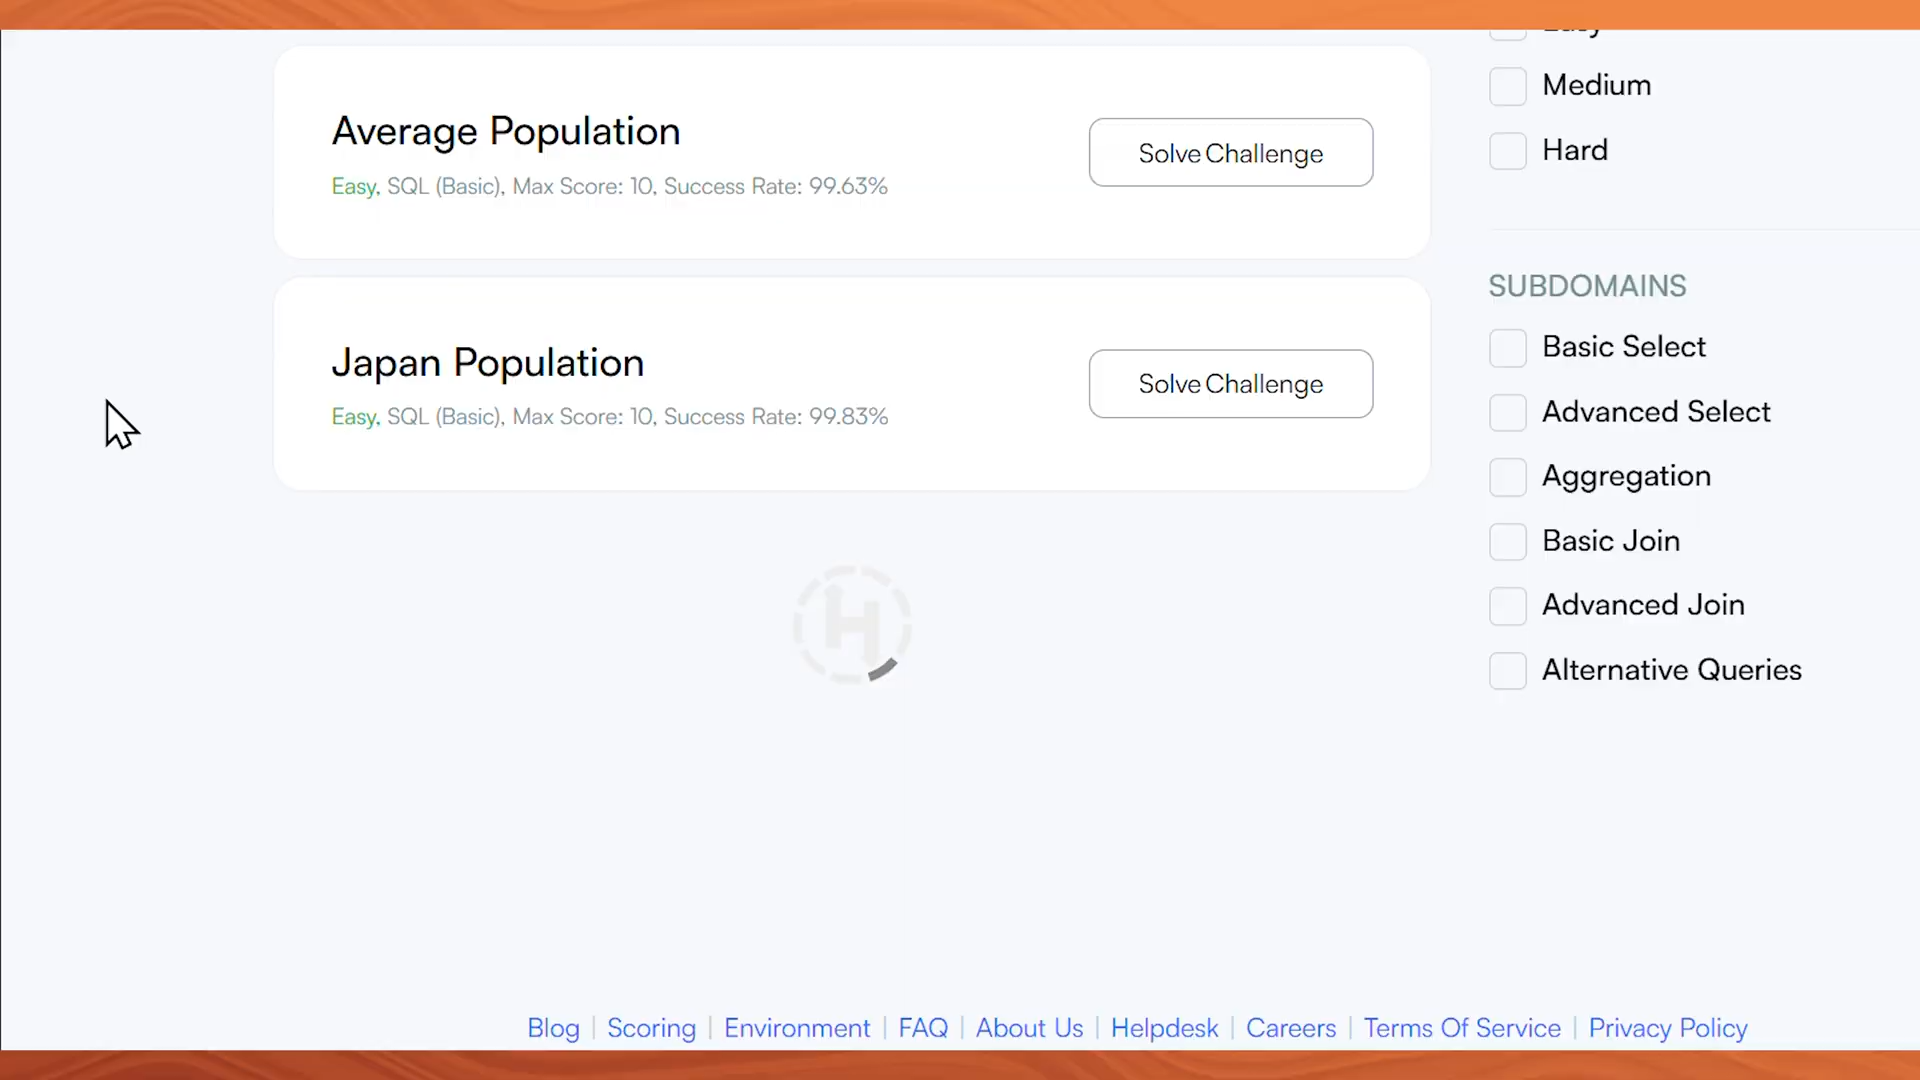 Average Population
Easy, SQL (Basic), Max Score: 10, Success Rate: 99.63%
Solve Challenge
Japan Population
Easy, SQL (Basic), Max Score: 10, Success Rate: 99.83%
Solve Challenge
H
Easy
Medium
Hard
SUBDOMAINS
Basic Select
Advanced Select
Aggregation
Basic Join
Advanced Join
Alternative Queries
Blog | Scoring | Environment | FAQ | About Us | Helpdesk | Careers | Terms Of Service | Privacy Policy